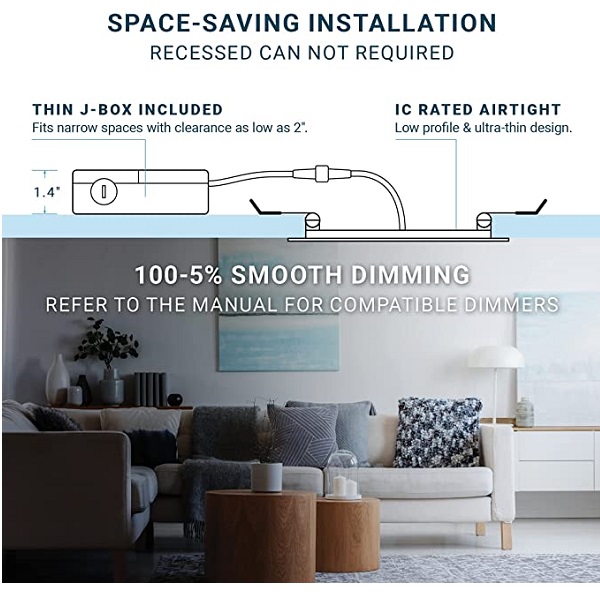 SPACE-SAVING INSTALLATION
RECESSED CAN NOT REQUIRED
THIN J-BOX INCLUDED
Fits narrow spaces with clearance as low as 2".
IC RATED AIRTIGHT
Low profile & ultra-thin design.
1.4"
100-5% SMOOTH DIMMING
REFER TO THE MANUAL FOR COMPATIBLE DIMMERS